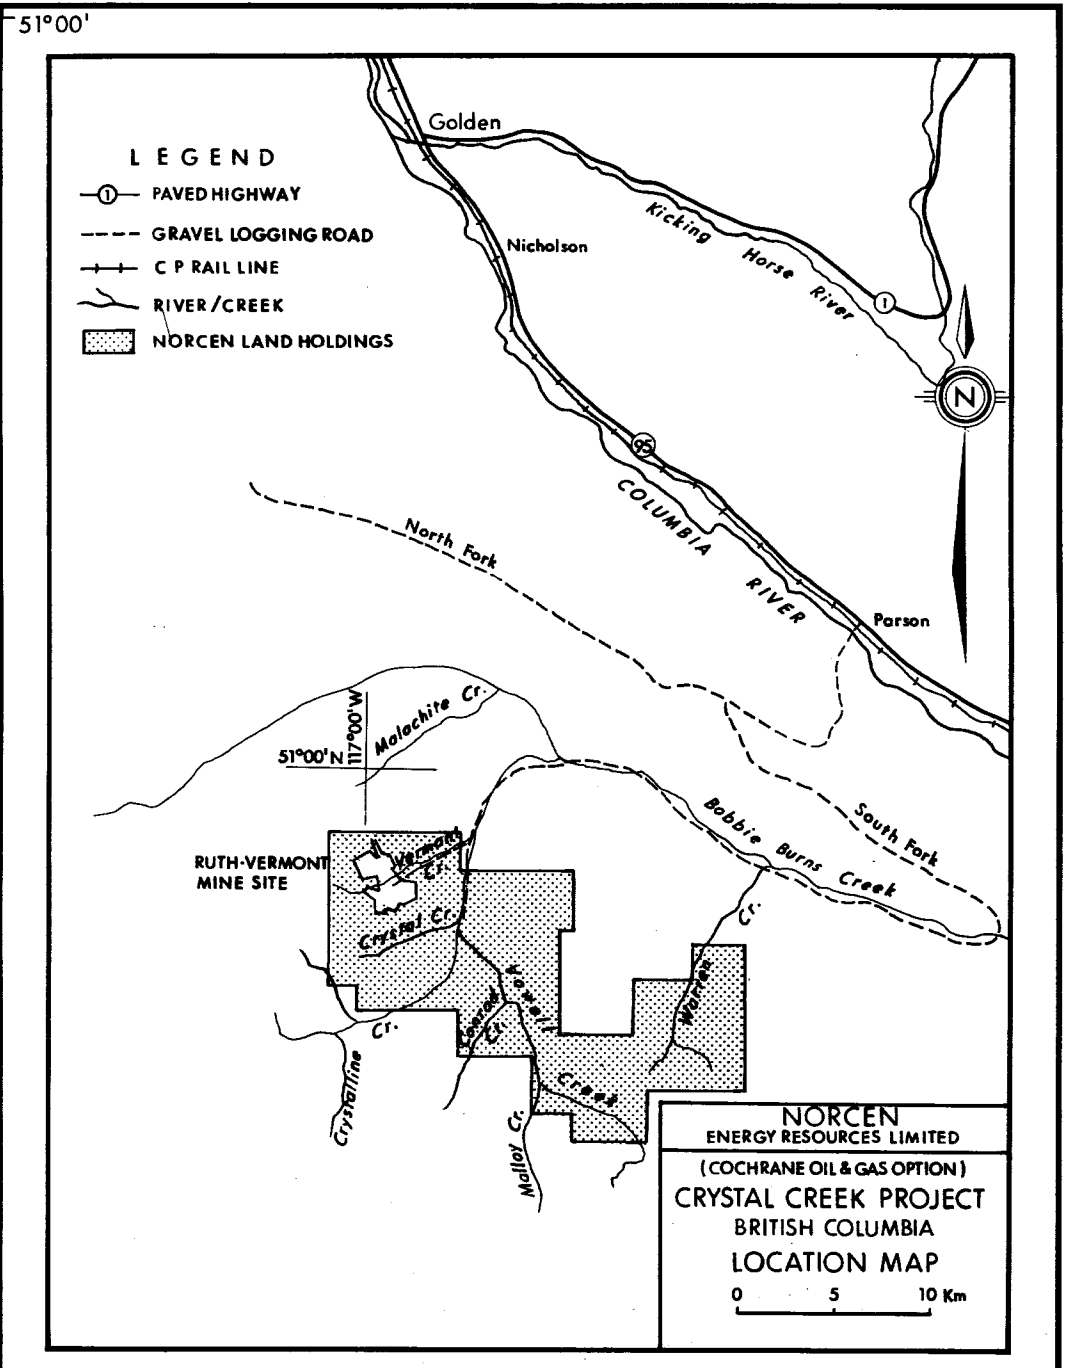 51°00'
Golden
LEGEND
1 PAVED HIGHWAY
GRAVEL LOGGING ROAD
C P RAIL LINE
RIVER/CREEK
NORCEN LAND HOLDINGS
Kicking Horse River
Nicholson
1
N
95
COLUMBIA RIVER
North Fork
Parson
Malachite Cr.
117°00'W
51°00'N
Bobbie Burns Creek
South Fork
Vermont Cr.
RUTH-VERMONT
MINE SITE
Crystal Cr.
Cr.
Warren
Conrad Cr.
Crystalline Cr.
Creek
Malloy Cr.
NORCEN
ENERGY RESOURCES LIMITED
(COCHRANE OIL & GAS OPTION)
CRYSTAL CREEK PROJECT
BRITISH COLUMBIA
LOCATION MAP
0 5 10 Km